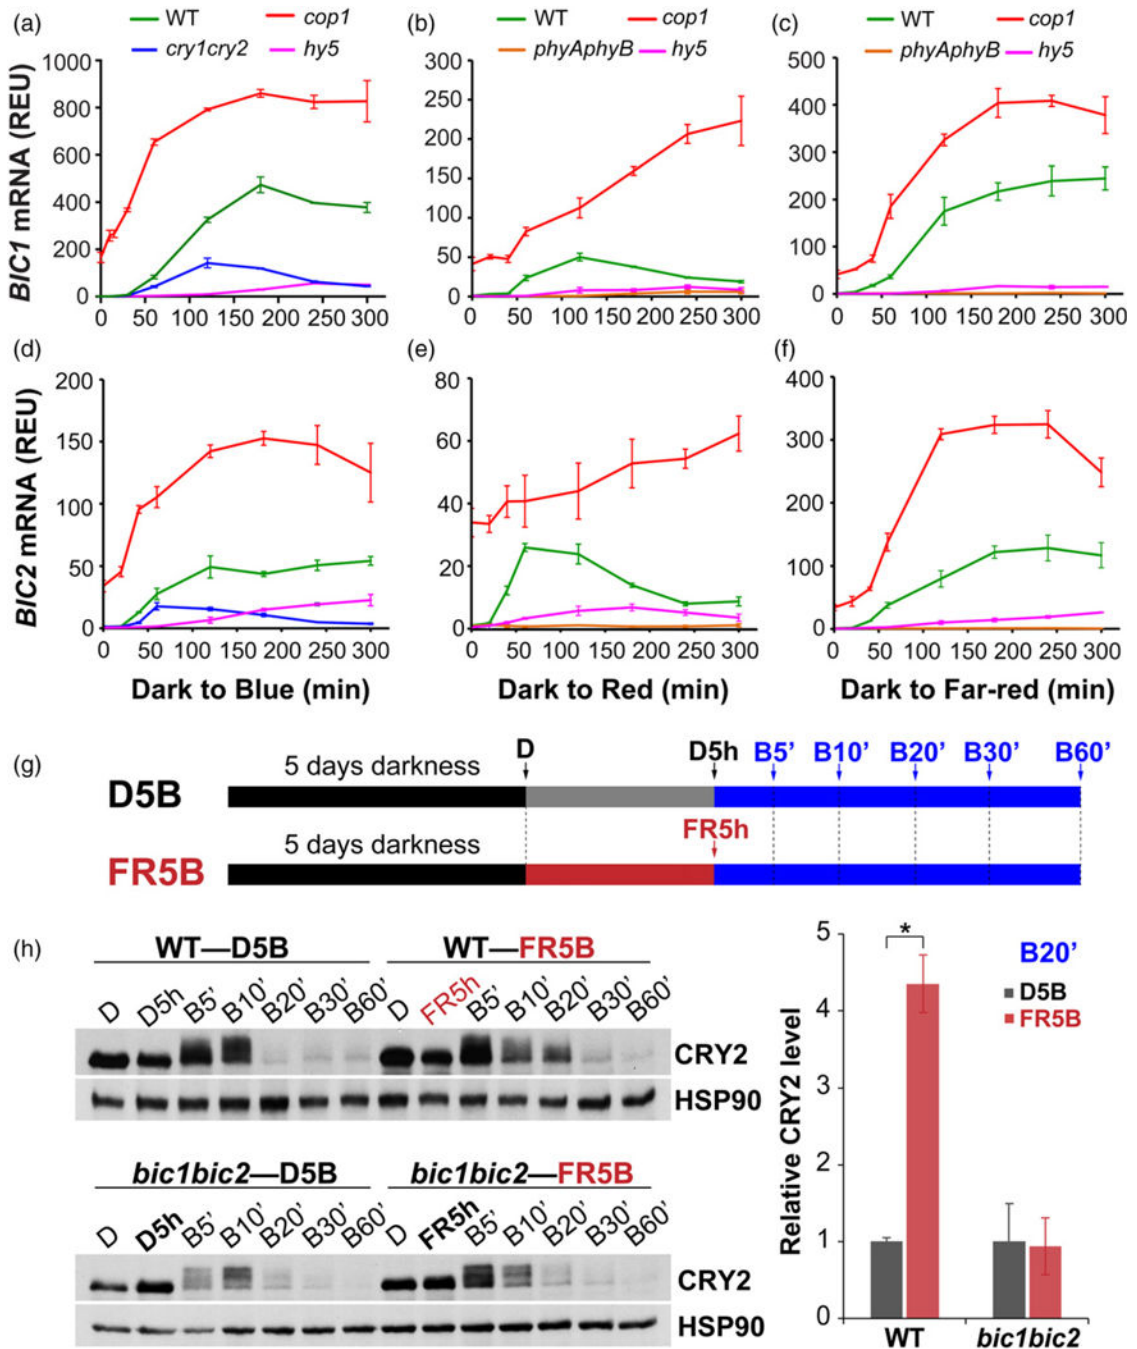 (a)
WT
cop1
cry1cry2
hy5
BIC1 mRNA (REU)
1000
800
600
400
200
0
0 50 100 150 200 250 300
(b)
WT
cop1
phyAphyB
hy5
300
250
200
150
100
50
0
0 50 100 150 200 250 300
(c)
WT
cop1
phyAphyB
hy5
500
400
300
200
100
0
0 50 100 150 200 250 300
(d)
BIC2 mRNA (REU)
200
150
100
50
0
0 50 100 150 200 250 300
Dark to Blue (min)
(e)
80
60
40
20
0
0 50 100 150 200 250 300
Dark to Red (min)
(f)
400
300
200
100
0
0 50 100 150 200 250 300
Dark to Far-red (min)
(g)
D D5h B5' B10' B20' B30' B60'
5 days darkness
D5B
FR5h
5 days darkness
FR5B
(h)
WT—D5B WT—FR5B
D D5h B5' B10' B20' B30' B60' D FR5h B5' B10' B20' B30' B60'
CRY2
HSP90
bic1bic2—D5B bic1bic2—FR5B
D D5h B5' B10' B20' B30' B60' D FR5h B5' B10' B20' B30' B60'
CRY2
HSP90
Relative CRY2 level
5
4
3
2
1
0
*
B20'
D5B
FR5B
WT bic1bic2